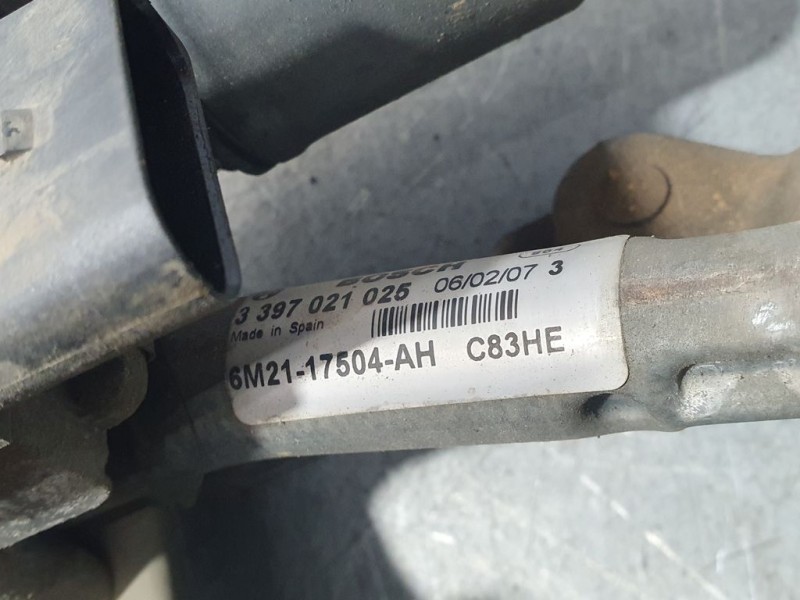 BOSCH
3 397 021 025 06/02/07 3
Made in Spain
6M21-17504-AH C83HE